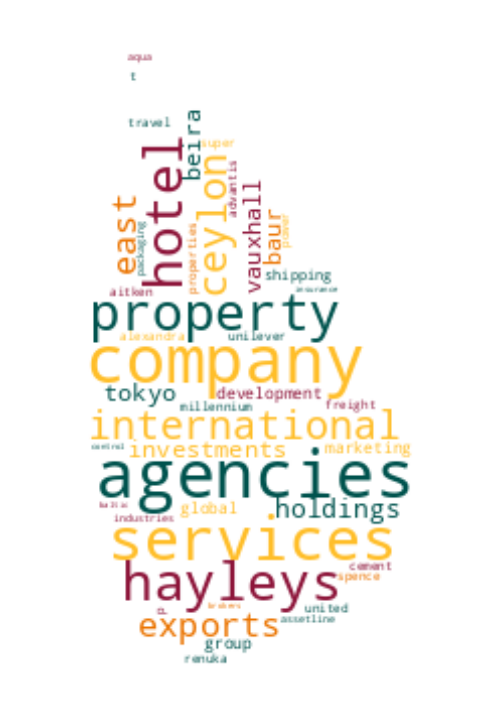 aqua
t
travel
beira
super
hotel
ceylon
advantis
east
packaging
properties
vauxhall
baur
power
shipping
aitken
insurance
property
alexandra
unilever
company
tokyo
development
millennium
freight
international
control
investments
marketing
agencies
baltic
global
holdings
industries
services
cement
hayleys
spence
p
brokers
united
exports
assetline
group
renuka